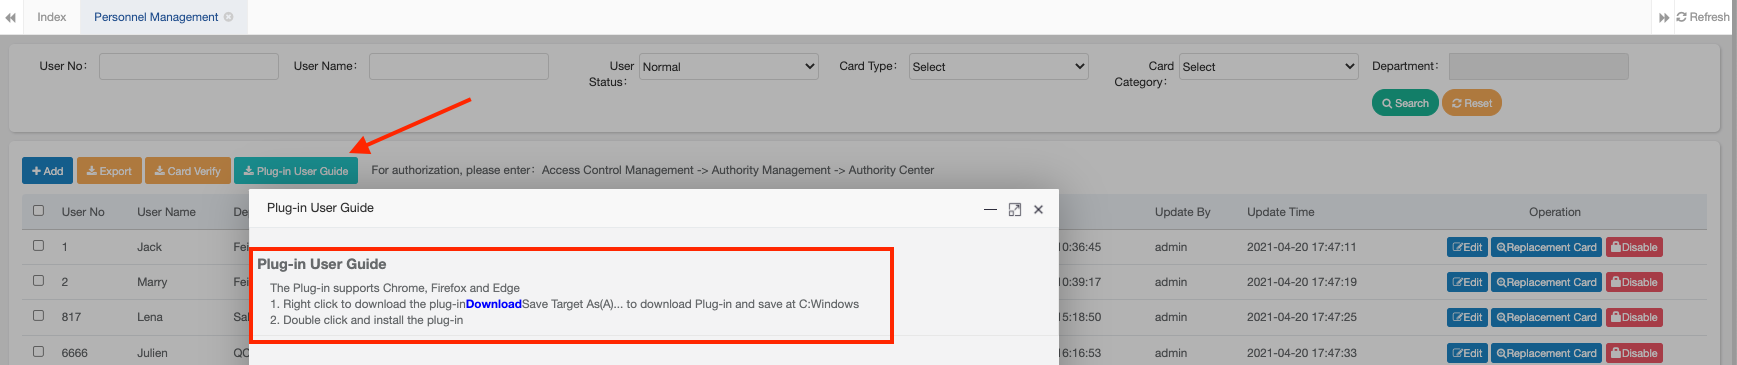 Index Personnel Management Refresh
User No: User Name: User Status: Normal Card Type: Select Card Category: Select Department:
Search Reset
Add Export Card Verify Plug-in User Guide For authorization, please enter: Access Control Management -> Authority Management -> Authority Center
Plug-in User Guide
User No User Name Update By Update Time Operation
1 Jack 10:36:45 admin 2021-04-20 17:47:11 Edit Replacement Card Disable
Plug-in User Guide
The Plug-in supports Chrome, Firefox and Edge
2 Marry 10:39:17 admin 2021-04-20 17:47:19 Edit Replacement Card Disable
1. Right click to download the plug-inDownloadSave Target As(A)... to download Plug-in and save at C:Windows
817 Lena 15:18:50 admin 2021-04-20 17:47:25 Edit Replacement Card Disable
2. Double click and install the plug-in
6666 Julien 16:16:53 admin 2021-04-20 17:47:33 Edit Replacement Card Disable